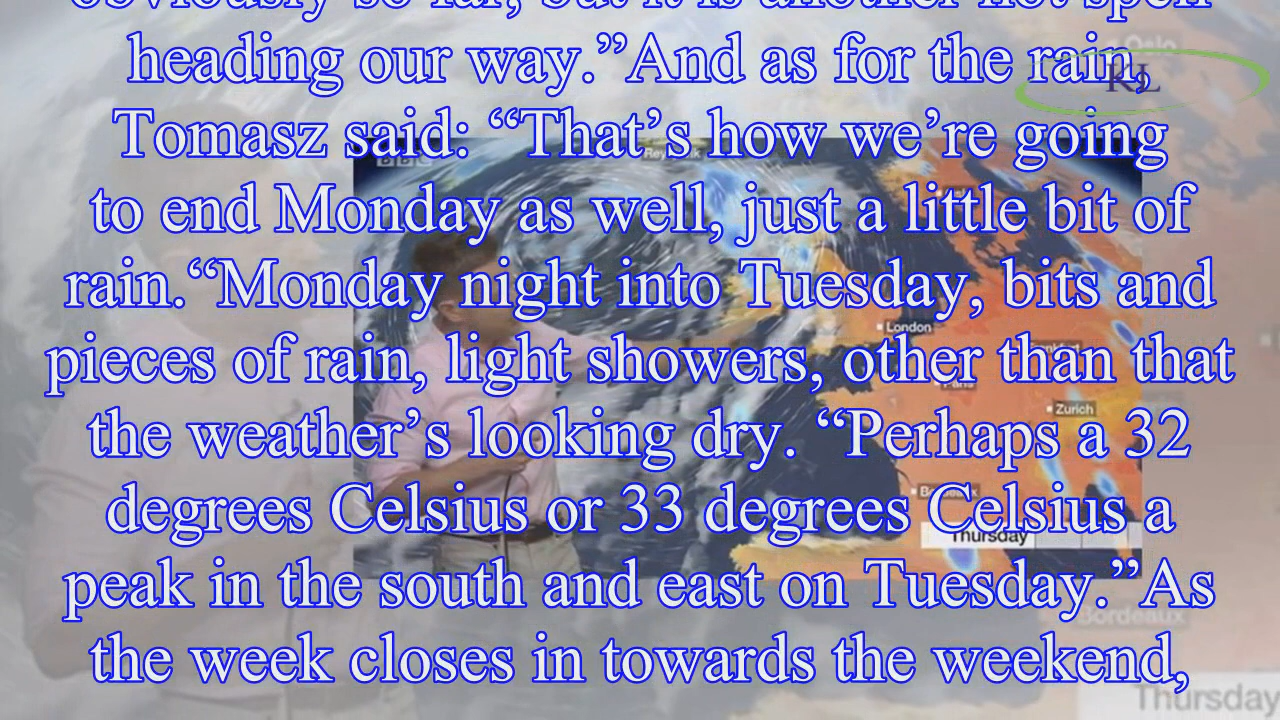 obviously so far, but it is another hot spell
heading our way.”And as for the rain,
Tomasz said: “That’s how we’re going
to end Monday as well, just a little bit of
rain.“Monday night into Tuesday, bits and
pieces of rain, light showers, other than that
the weather’s looking dry. “Perhaps a 32
degrees Celsius or 33 degrees Celsius a
peak in the south and east on Tuesday.”As
the week closes in towards the weekend,
KL
Oslo
BBC
London
Paris
Zurich
Thursday
Bordeaux
Thursday